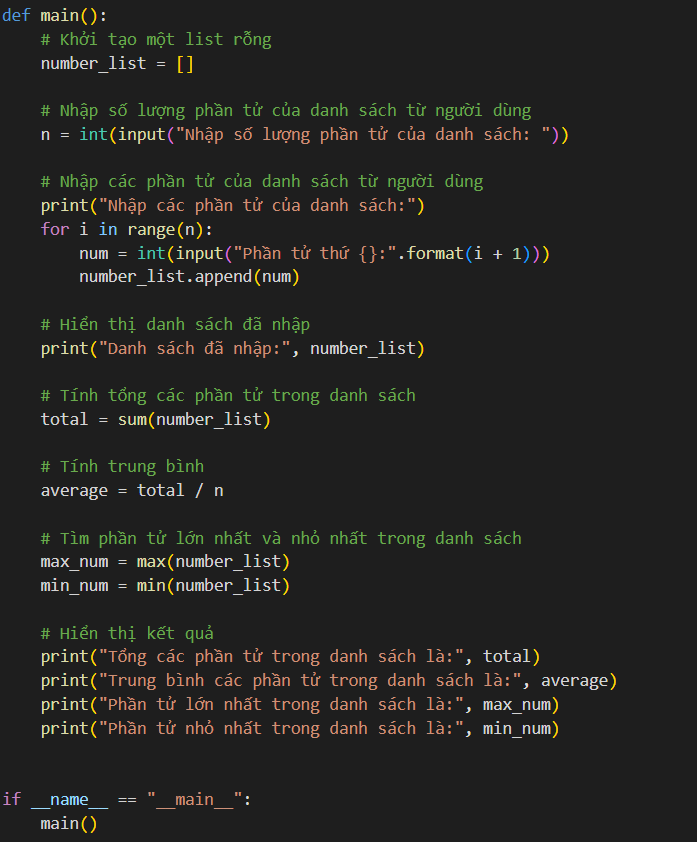 def main():
    # Khởi tạo một list rỗng
    number_list = []

    # Nhập số lượng phần tử của danh sách từ người dùng
    n = int(input("Nhập số lượng phần tử của danh sách: "))

    # Nhập các phần tử của danh sách từ người dùng
    print("Nhập các phần tử của danh sách:")
    for i in range(n):
        num = int(input("Phần tử thứ {}:".format(i + 1)))
        number_list.append(num)

    # Hiển thị danh sách đã nhập
    print("Danh sách đã nhập:", number_list)

    # Tính tổng các phần tử trong danh sách
    total = sum(number_list)

    # Tính trung bình
    average = total / n

    # Tìm phần tử lớn nhất và nhỏ nhất trong danh sách
    max_num = max(number_list)
    min_num = min(number_list)

    # Hiển thị kết quả
    print("Tổng các phần tử trong danh sách là:", total)
    print("Trung bình các phần tử trong danh sách là:", average)
    print("Phần tử lớn nhất trong danh sách là:", max_num)
    print("Phần tử nhỏ nhất trong danh sách là:", min_num)


if __name__ == "__main__":
    main()